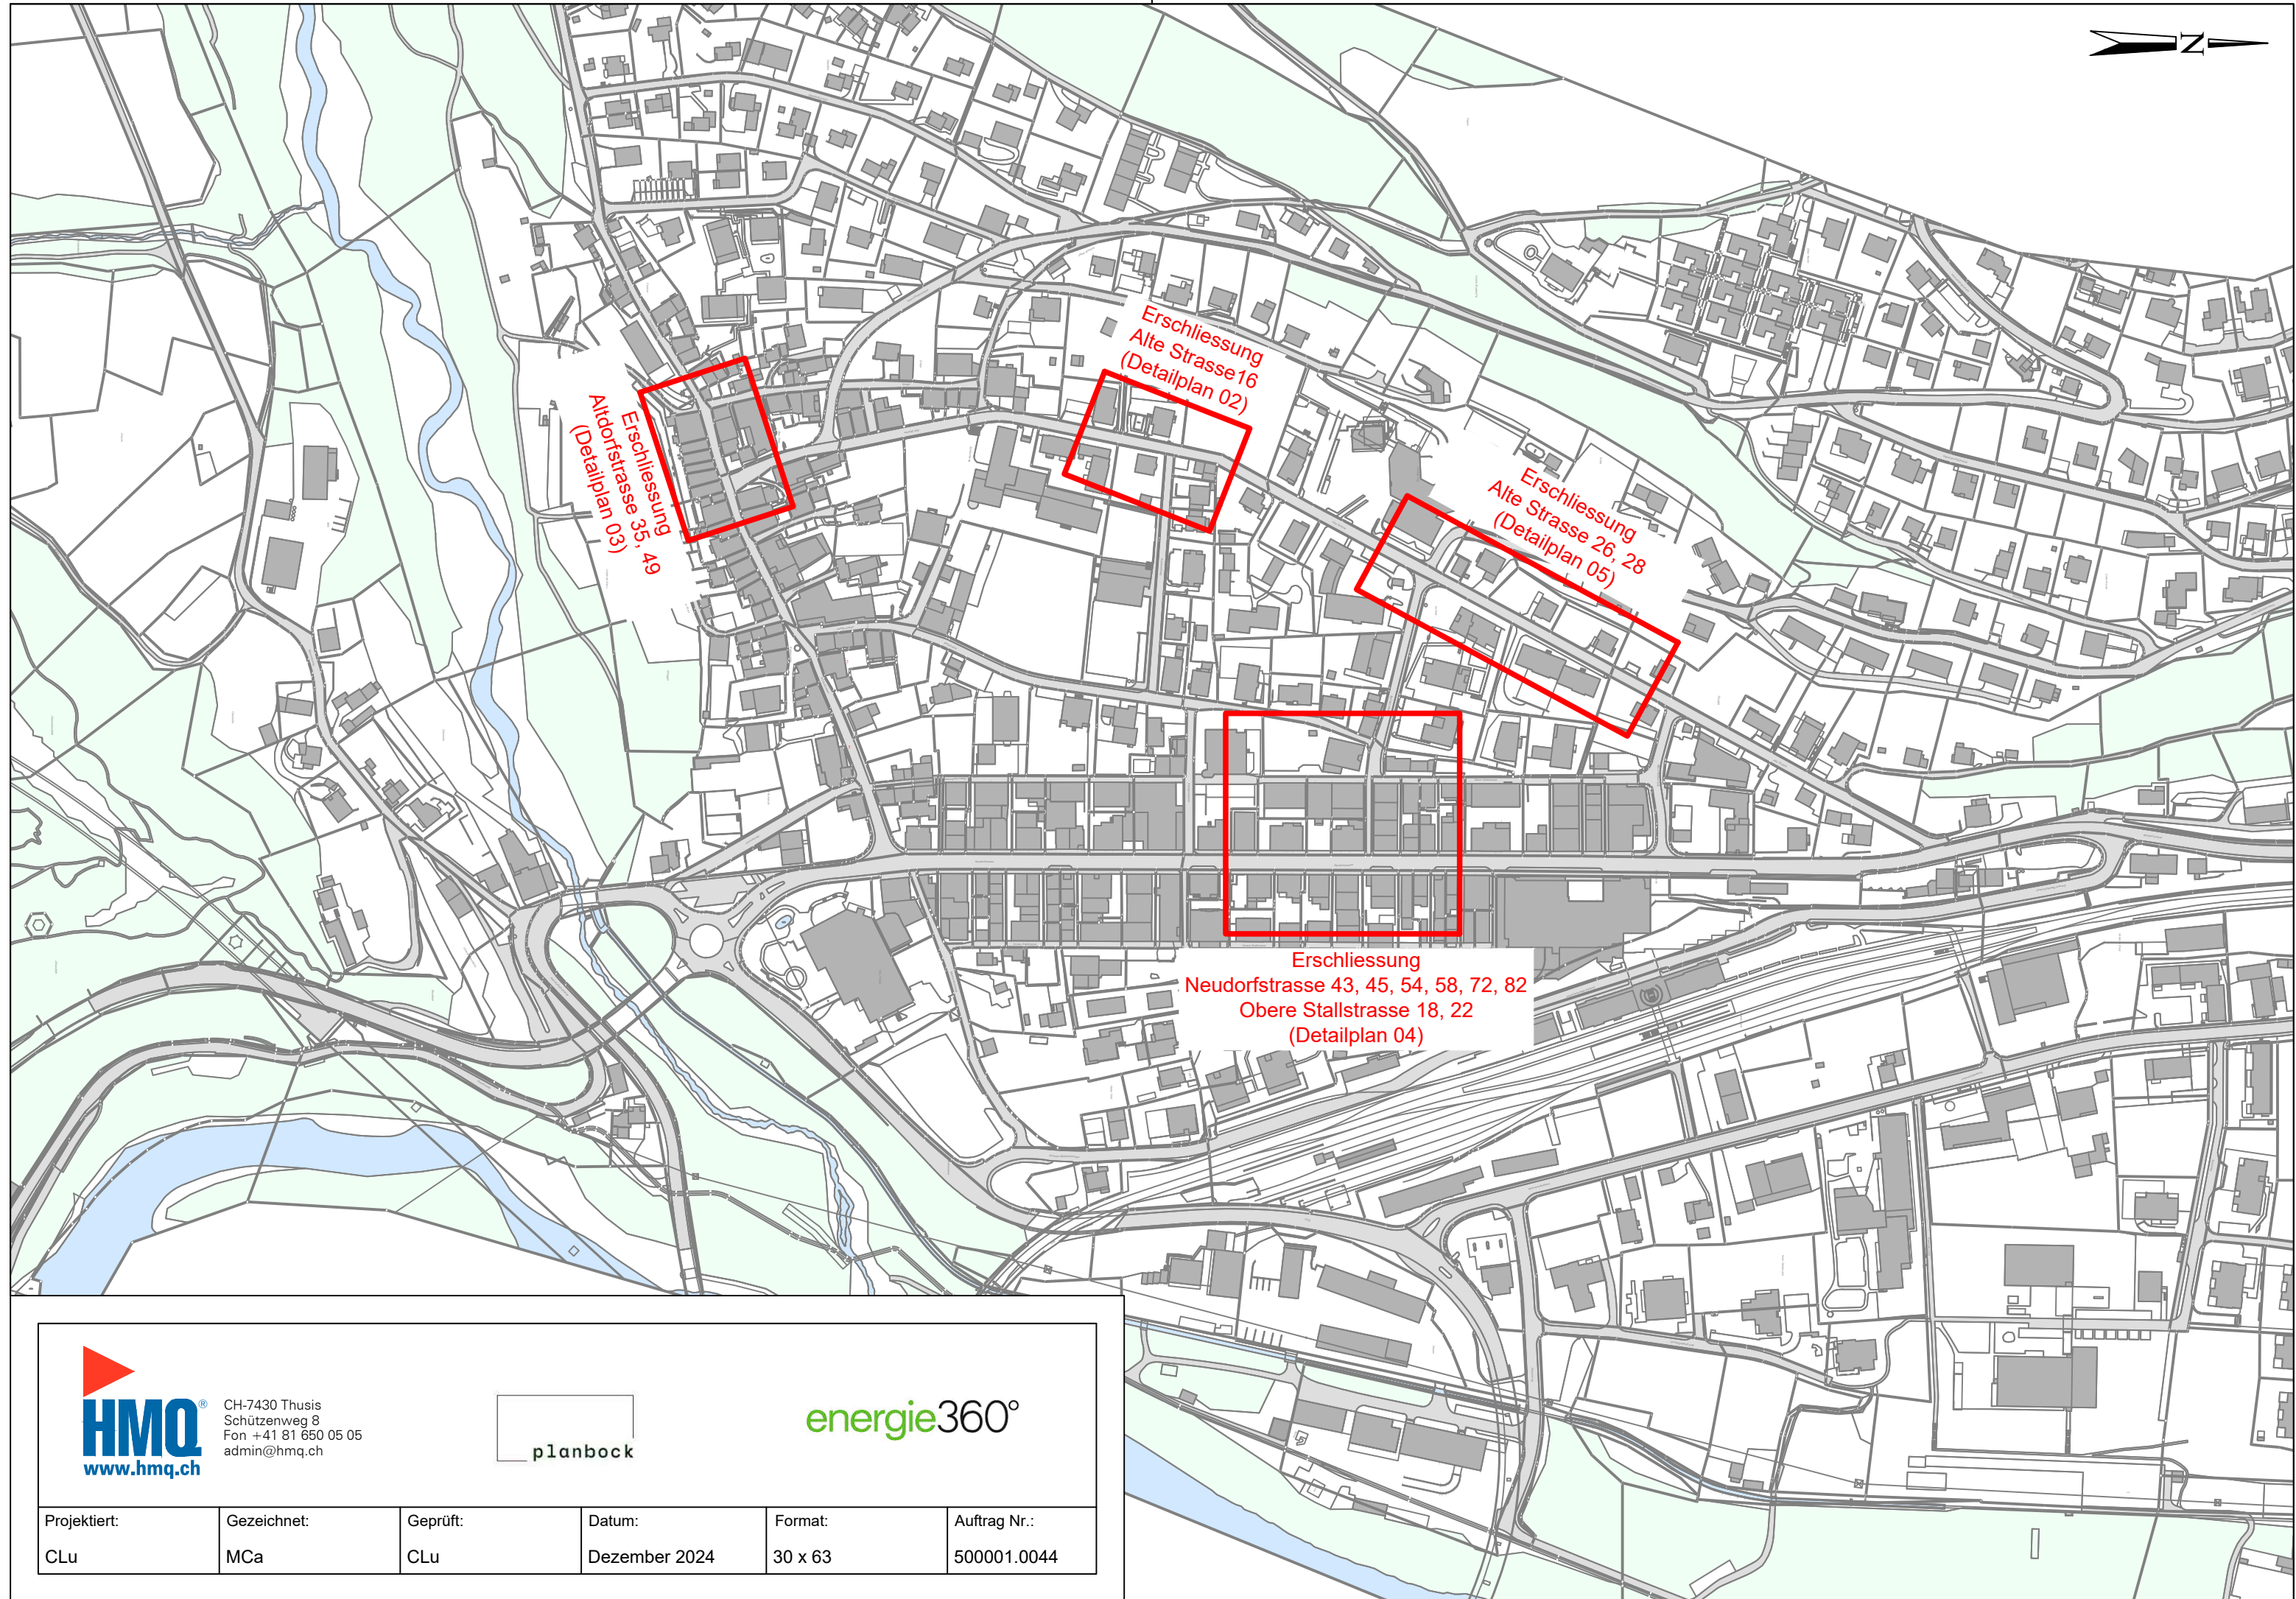 N
Erschliessung
Alte Strasse16
(Detailplan 02)
Erschliessung
Altdorfstrasse 35, 49
(Detailplan 03)
Erschliessung
Alte Strasse 26, 28
(Detailplan 05)
Erschliessung
Neudorfstrasse 43, 45, 54, 58, 72, 82
Obere Stallstrasse 18, 22
(Detailplan 04)
HMQ®
www.hmq.ch
CH-7430 Thusis
Schützenweg 8
Fon +41 81 650 05 05
admin@hmq.ch
planbock
energie360°
Projektiert:
CLu
Gezeichnet:
MCa
Geprüft:
CLu
Datum:
Dezember 2024
Format:
30 x 63
Auftrag Nr.:
500001.0044